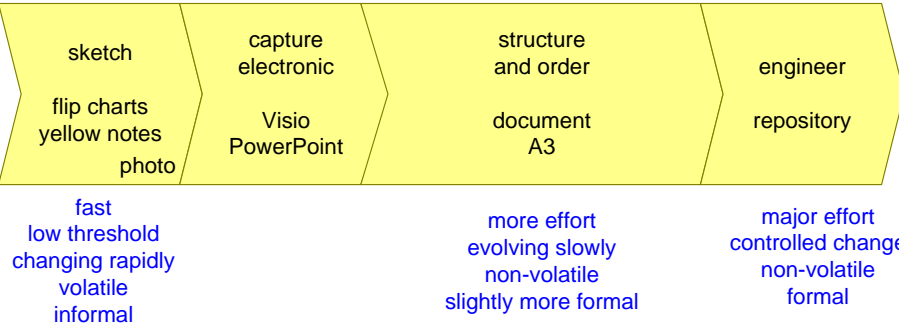 sketch
flip charts
yellow notes
photo
capture
electronic
Visio
PowerPoint
structure
and order
document
A3
engineer
repository
fast
low threshold
changing rapidly
volatile
informal
more effort
evolving slowly
non-volatile
slightly more formal
major effort
controlled change
non-volatile
formal